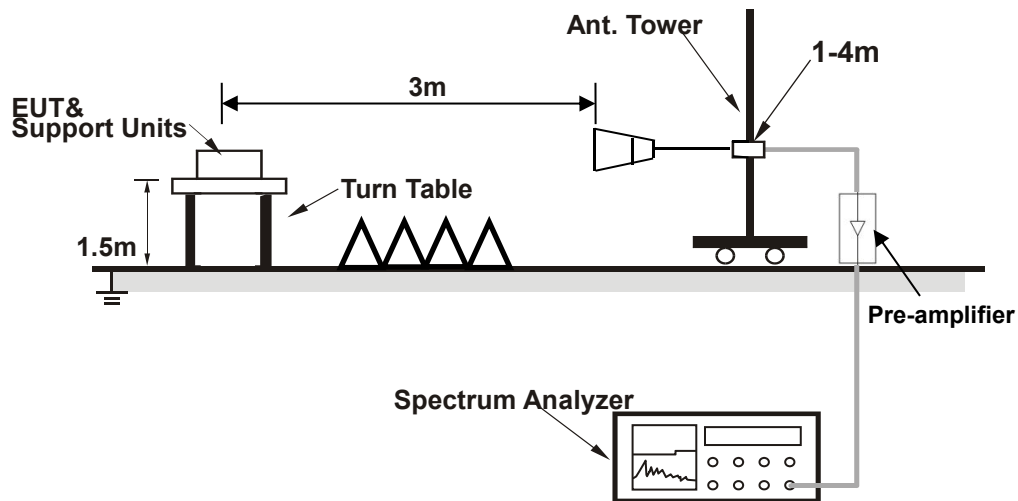 Ant. Tower
1-4m
3m
EUT&
Support Units
Turn Table
1.5m
Pre-amplifier
Spectrum Analyzer